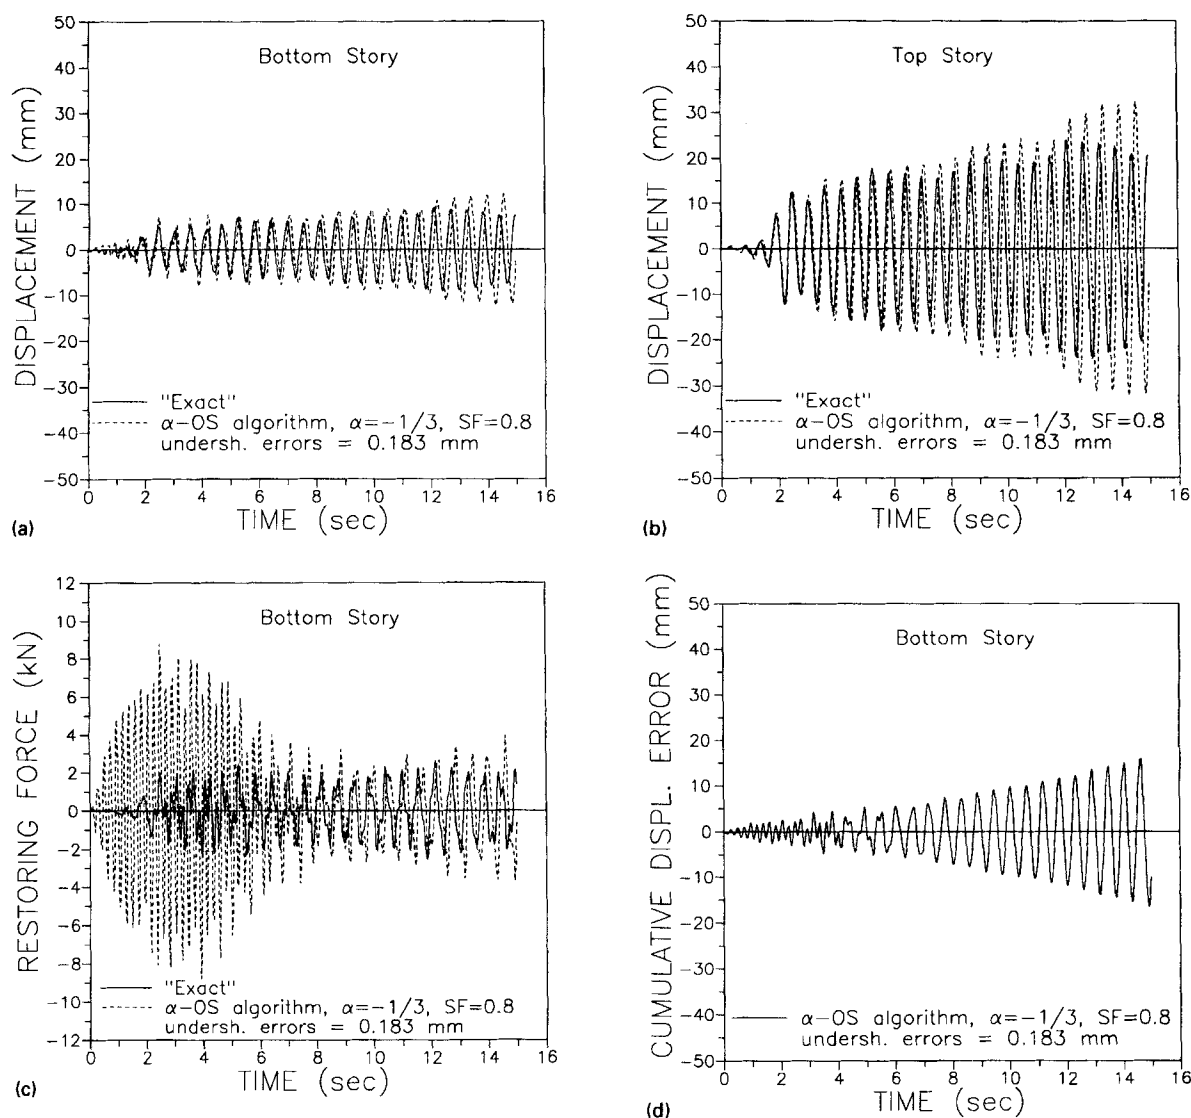 50
40
30
20
10
0
-10
-20
-30
-40
-50
DISPLACEMENT (mm)
Bottom Story
"Exact"
α-OS algorithm, α=-1/3, SF=0.8
undersh. errors = 0.183 mm
0 2 4 6 8 10 12 14 16
TIME (sec)
(a)
50
40
30
20
10
0
-10
-20
-30
-40
-50
DISPLACEMENT (mm)
Top Story
"Exact"
α-OS algorithm, α=-1/3, SF=0.8
undersh. errors = 0.183 mm
0 2 4 6 8 10 12 14 16
TIME (sec)
(b)
12
10
8
6
4
2
0
-2
-4
-6
-8
-10
-12
RESTORING FORCE (kN)
Bottom Story
"Exact"
α-OS algorithm, α=-1/3, SF=0.8
undersh. errors = 0.183 mm
0 2 4 6 8 10 12 14 16
TIME (sec)
(c)
50
40
30
20
10
0
-10
-20
-30
-40
-50
CUMULATIVE DISPL. ERROR (mm)
Bottom Story
α-OS algorithm, α=-1/3, SF=0.8
undersh. errors = 0.183 mm
0 2 4 6 8 10 12 14 16
TIME (sec)
(d)